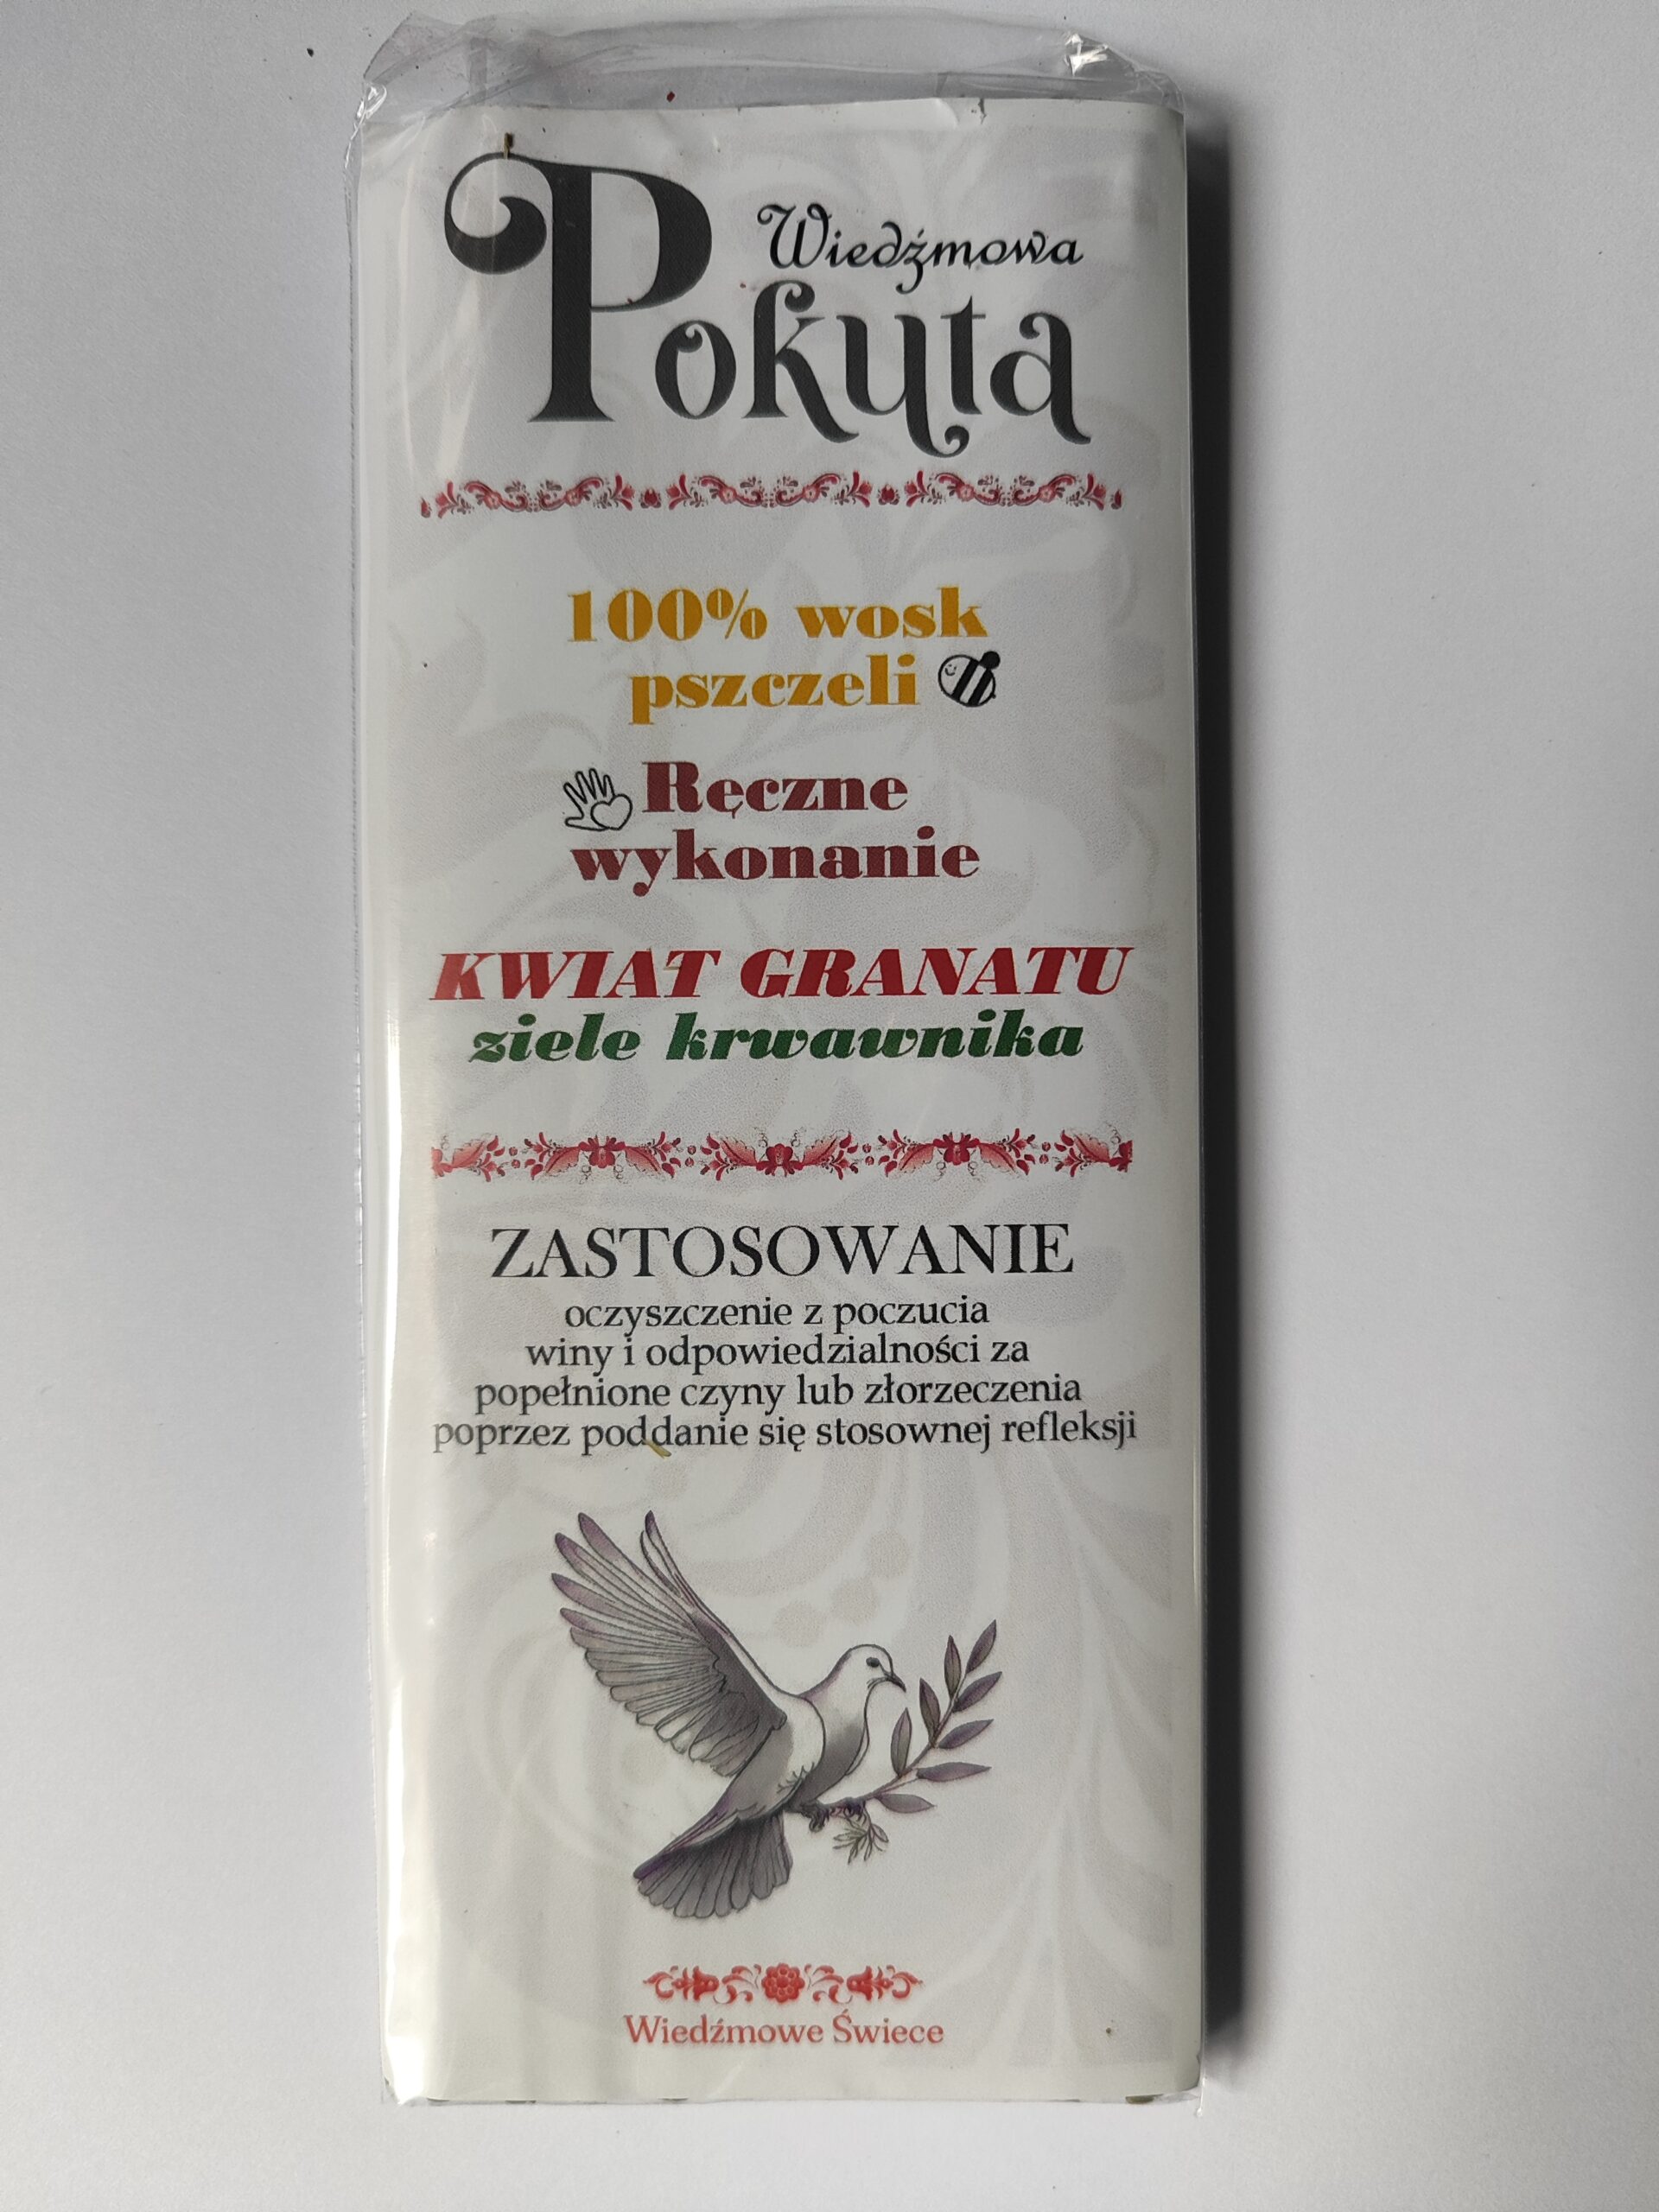 Wiedźmowa
Pokuta
100% wosk
pszczeli
Ręczne
wykonanie
KWIAT GRANATU
ziele krwawnika
ZASTOSOWANIE
oczyszczenie z poczucia
winy i odpowiedzialności za
popełnione czyny lub złorzeczenia
poprzez poddanie się stosownej refleksji
Wiedźmowe Świece